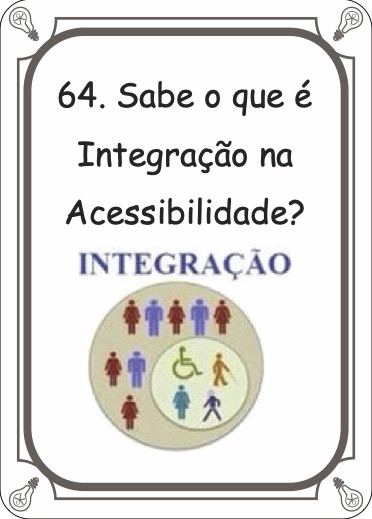 64. Sabe o que é
Integração na
Acessibilidade?
INTEGRAÇÃO